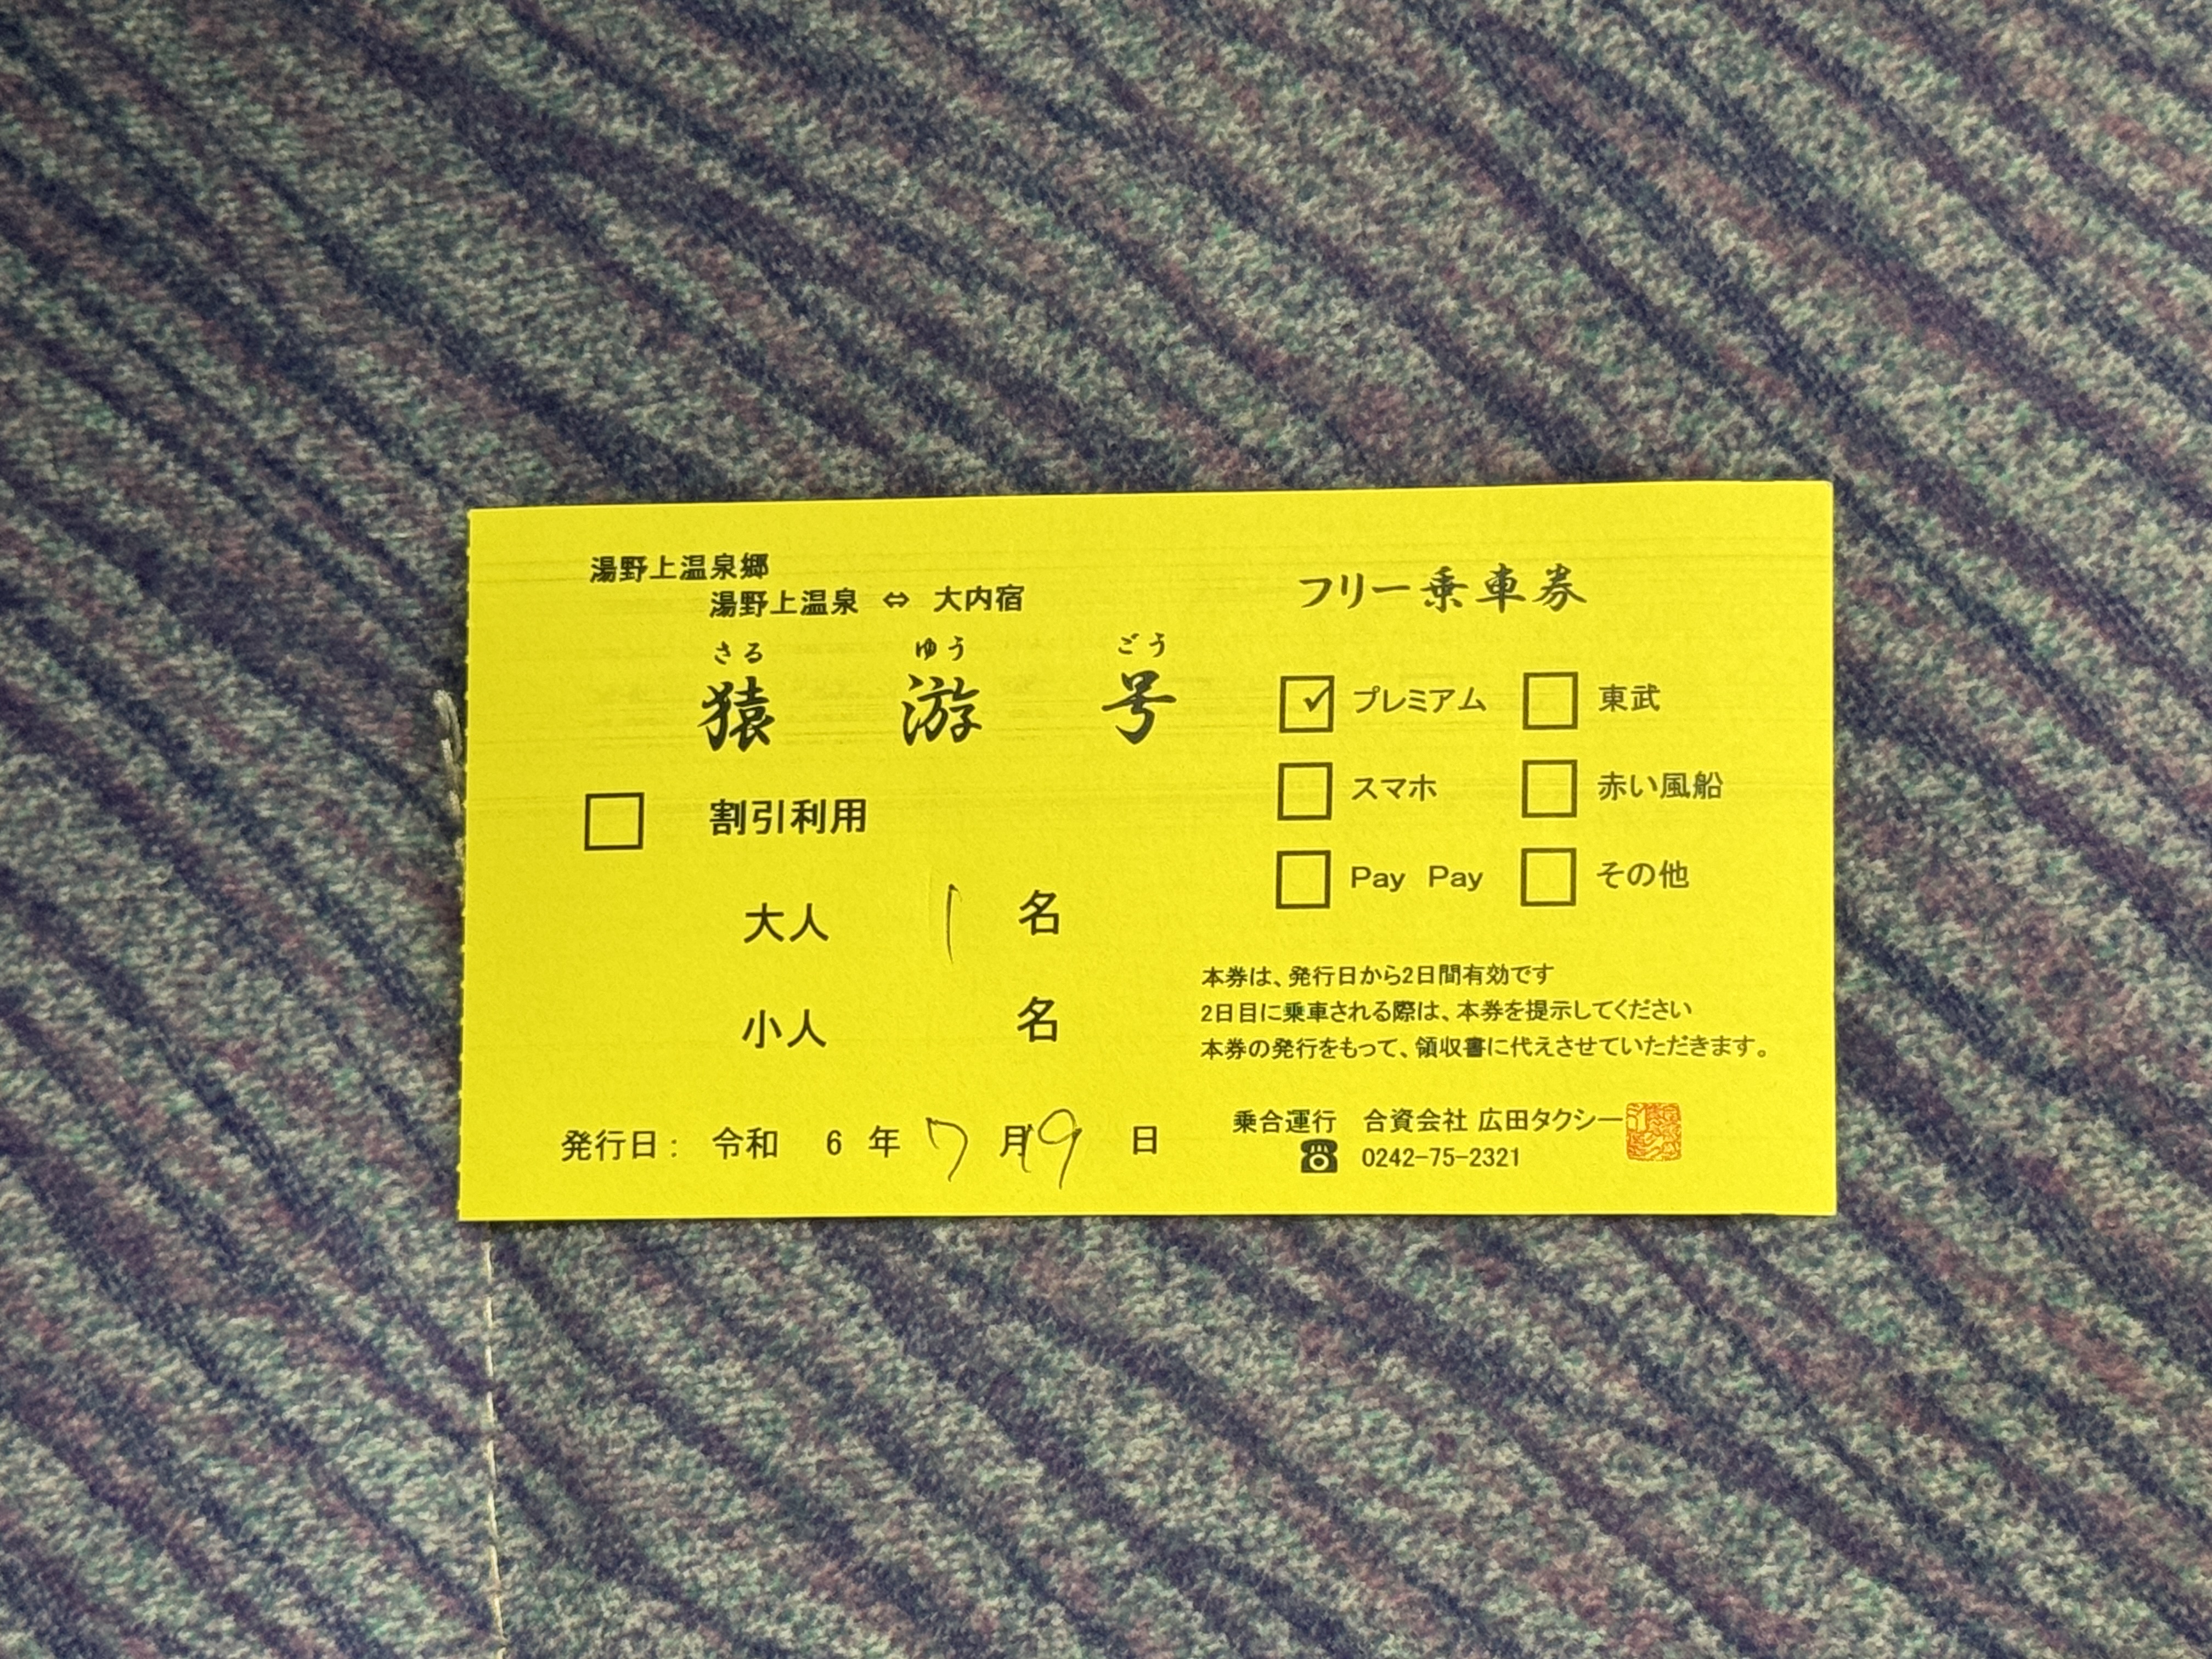 湯野上温泉郷
湯野上温泉 ⇔ 大内宿
さる ゆう ごう
猿 游 号
割引利用
大人 1 名
小人 名
発行日: 令和 6 年 7 月19 日
フリー乗車券
✓ プレミアム 東武
スマホ 赤い風船
Pay Pay その他
本券は、発行日から2日間有効です
2日目に乗車される際は、本券を提示してください
本券の発行をもって、領収書に代えさせていただきます。
乗合運行 合資会社 広田タクシー
☎ 0242-75-2321